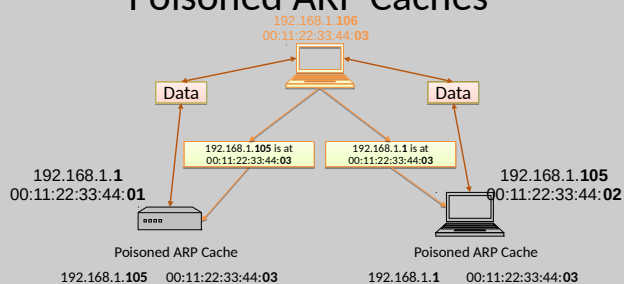 Poisoned ARP Caches
192.168.1.106
00:11:22:33:44:03
Data
Data
192.168.1.105 is at
00:11:22:33:44:03
192.168.1.1 is at
00:11:22:33:44:03
192.168.1.1
00:11:22:33:44:01
192.168.1.105
00:11:22:33:44:02
Poisoned ARP Cache
Poisoned ARP Cache
192.168.1.105 00:11:22:33:44:03
192.168.1.1 00:11:22:33:44:03